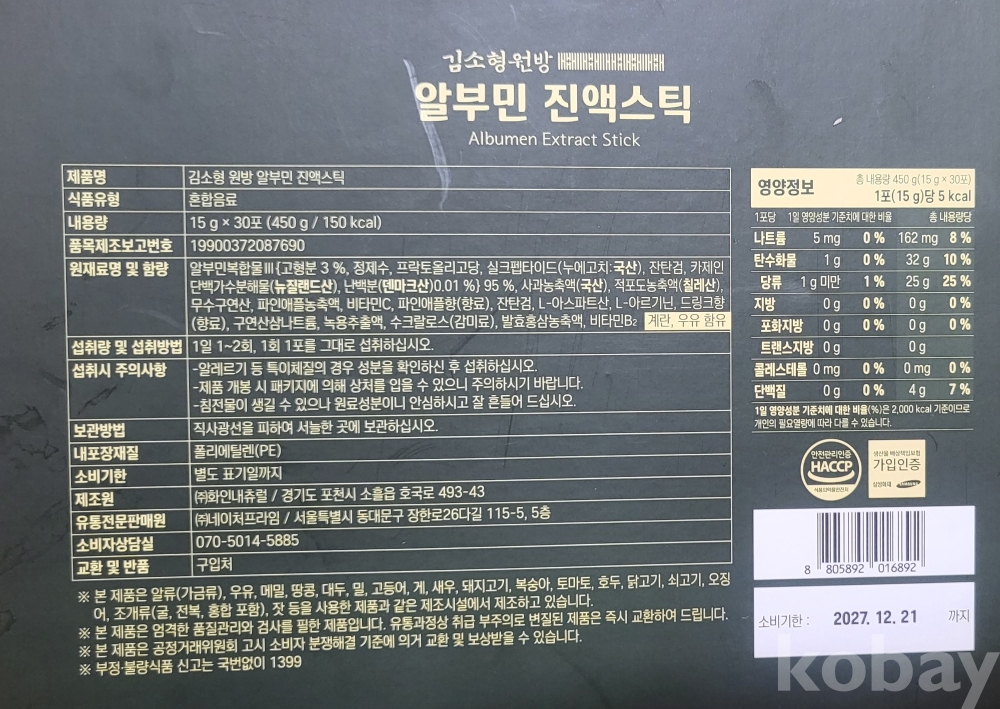 김소형원방
알부민 진액스틱
Albumen Extract Stick
제품명 김소형 원방 알부민 진액스틱
식품유형 혼합음료
내용량 15 g × 30포 (450 g / 150 kcal)
품목제조보고번호 19900372087690
원재료명 및 함량 알부민복합물Ⅲ{고형분 3 %, 정제수, 프락토올리고당, 실크펩타이드(누에고치:국산), 잔탄검, 카제인
단백가수분해물(뉴질랜드산), 난백분(덴마크산)0.01 %} 95 %, 사과농축액(국산), 적포도농축액(칠레산),
무수구연산, 파인애플농축액, 비타민C, 파인애플향(향료), 잔탄검, L-아스파트산, L-아르기닌, 드링크향
(향료), 구연산삼나트륨, 녹용추출액, 수크랄로스(감미료), 발효홍삼농축액, 비타민B₂ 계란, 우유 함유
섭취량 및 섭취방법 1일 1~2회, 1회 1포를 그대로 섭취하십시오.
섭취시 주의사항 -알레르기 등 특이체질의 경우 성분을 확인하신 후 섭취하십시오.
-제품 개봉 시 패키지에 의해 상처를 입을 수 있으니 주의하시기 바랍니다.
-침전물이 생길 수 있으나 원료성분이니 안심하시고 잘 흔들어 드십시오.
보관방법 직사광선을 피하여 서늘한 곳에 보관하십시오.
내포장재질 폴리에틸렌(PE)
소비기한 별도 표기일까지
제조원 ㈜화인내츄럴 / 경기도 포천시 소흘읍 호국로 493-43
유통전문판매원 ㈜네이처프라임 / 서울특별시 동대문구 장한로26다길 115-5, 5층
소비자상담실 070-5014-5885
교환 및 반품 구입처
※ 본 제품은 알류(가금류), 우유, 메밀, 땅콩, 대두, 밀, 고등어, 게, 새우, 돼지고기, 복숭아, 토마토, 호두, 닭고기, 쇠고기, 오징
어, 조개류(굴, 전복, 홍합 포함), 잣 등을 사용한 제품과 같은 제조시설에서 제조하고 있습니다.
※ 본 제품은 엄격한 품질관리와 검사를 필한 제품입니다. 유통과정상 취급 부주의로 변질된 제품은 즉시 교환하여 드립니다.
※ 본 제품은 공정거래위원회 고시 소비자 분쟁해결 기준에 의거 교환 및 보상받을 수 있습니다.
※ 부정·불량식품 신고는 국번없이 1399
영양정보 총 내용량 450 g(15 g × 30포)
1포(15 g)당 5 kcal
1포당 1일 영양성분 기준치에 대한 비율 총 내용량당
나트륨 5 mg 0 % 162 mg 8 %
탄수화물 1 g 0 % 32 g 10 %
당류 1 g 미만 1 % 25 g 25 %
지방 0 g 0 % 0 g 0 %
포화지방 0 g 0 % 0 g 0 %
트랜스지방 0 g 0 g
콜레스테롤 0 mg 0 % 0 mg 0 %
단백질 0 g 0 % 4 g 7 %
1일 영양성분 기준치에 대한 비율(%)은 2,000 kcal 기준이므로
개인의 필요열량에 따라 다를 수 있습니다.
안전관리인증
HACCP
식품의약품안전처
생산물 배상책임보험
가입인증
삼성화재 SAMSUNG
8 805892 016892
소비기한 : 2027. 12. 21 까지
kobay